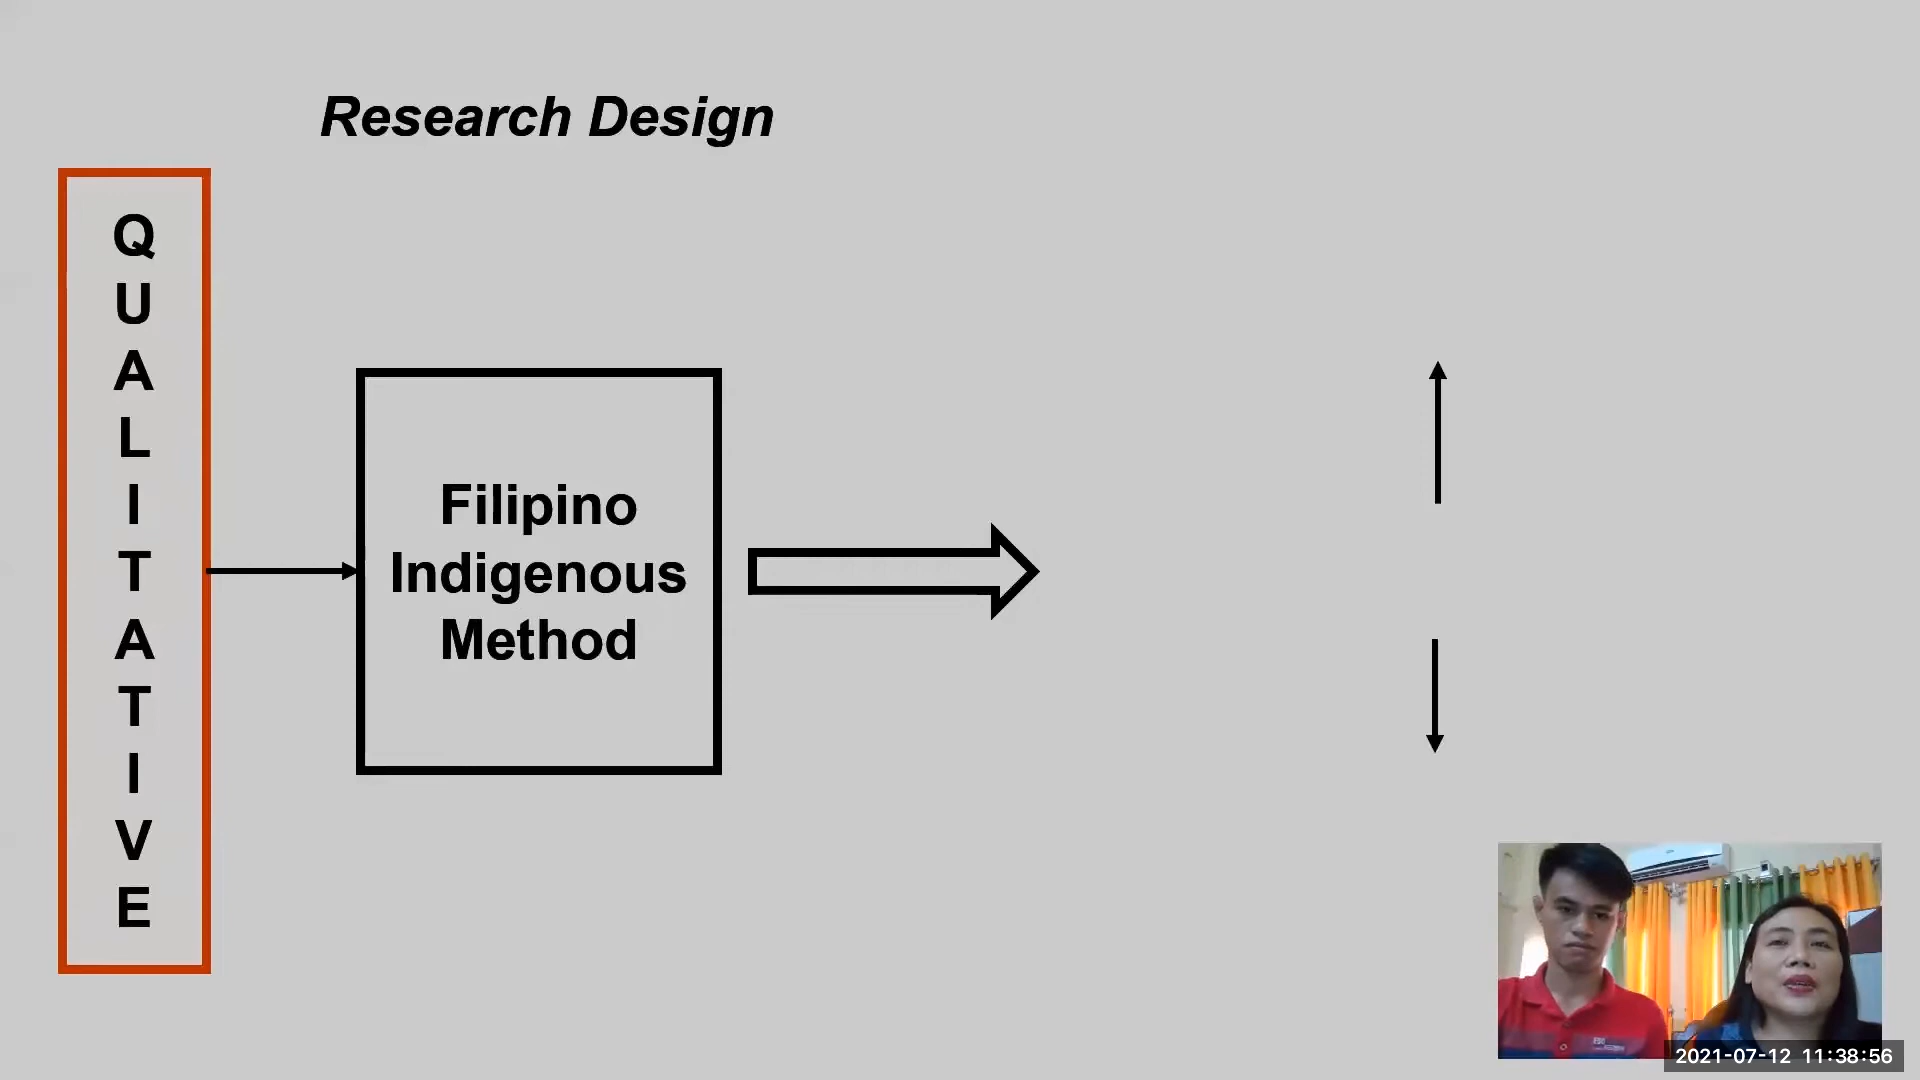 Research Design
Q
U
A
L
I
T
A
T
I
V
E
Filipino
Indigenous
Method
2021-07-12 11:38:56